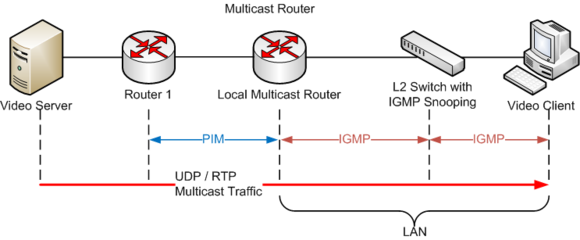 Multicast Router
Video Server
Router 1
Local Multicast Router
L2 Switch with
IGMP Snooping
Video Client
PIM
IGMP
IGMP
UDP / RTP
Multicast Traffic
LAN